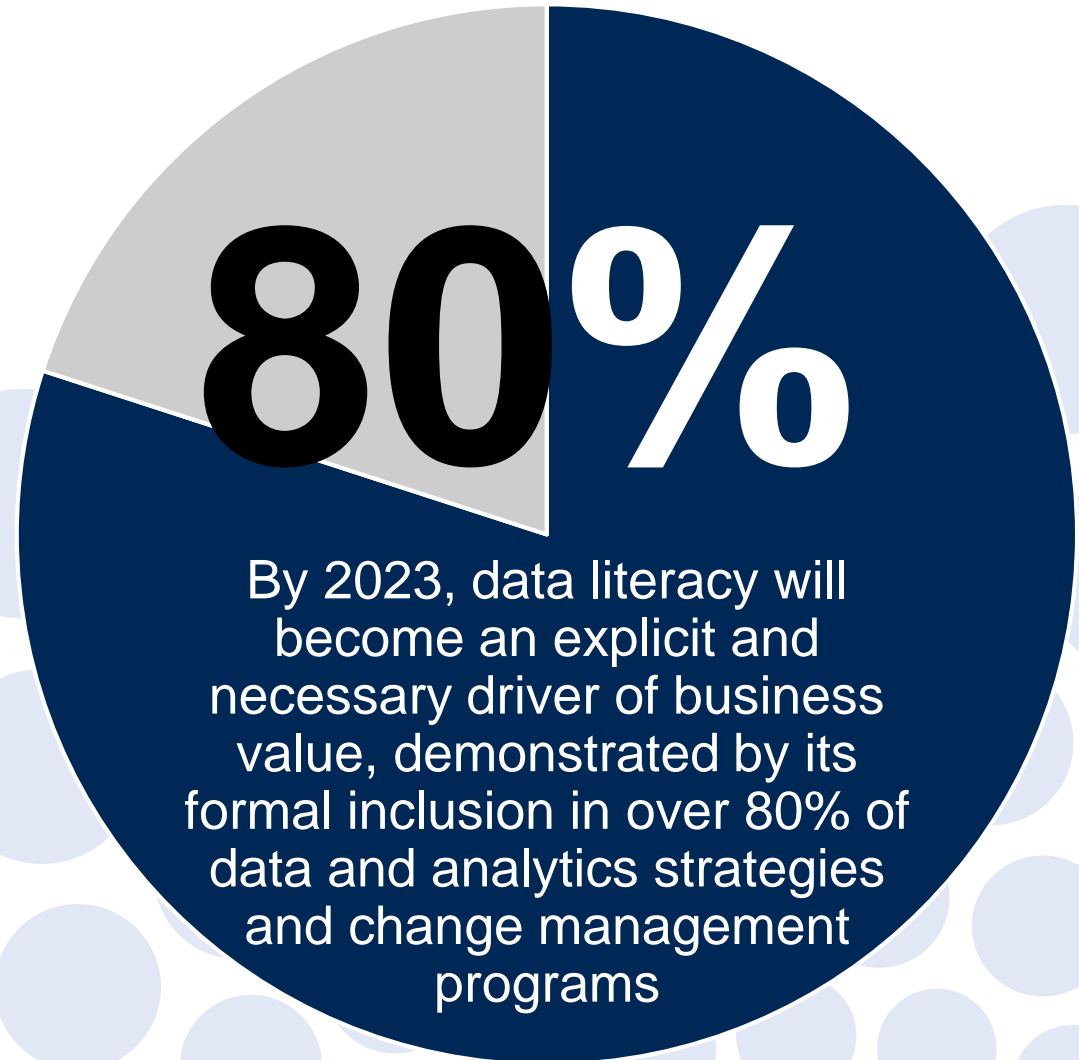 80%
By 2023, data literacy will
become an explicit and
necessary driver of business
value, demonstrated by its
formal inclusion in over 80% of
data and analytics strategies
and change management
programs